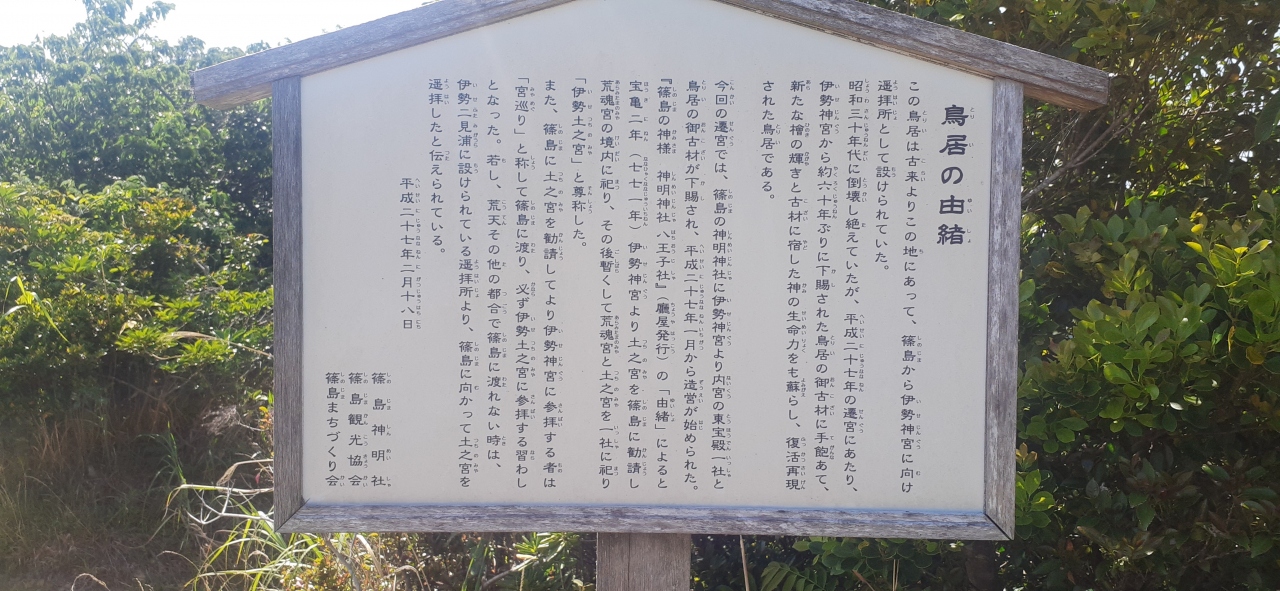 鳥居の由緒
この鳥居は古来よりこの地にあって、篠島から伊勢神宮に向け
遥拝所として設けられていた。
昭和三十年代に倒壊し絶えていたが、平成二十七年の遷宮にあたり、
伊勢神宮から約六十年ぶりに下賜された鳥居の御古材に手飽あて、
新たな檜の輝きと古材に宿した神の生命力をも蘇らし、復活再現
された鳥居である。
今回の遷宮では、篠島の神明神社に伊勢神宮より内宮の東宝殿一社と
鳥居の御古材が下賜され、平成二十七年一月から造営が始められた。
『篠島の神様 神明神社 八王子社』（廳屋発行）の「由緒」によると
宝亀二年（七七一年）伊勢神宮より土之宮を篠島に勧請し
荒魂宮の境内に祀り、その後暫くして荒魂宮と土之宮を一社に祀り
「伊勢土之宮」と尊称した。
また、篠島に土之宮を勧請してより伊勢神宮に参拝する者は
「宮巡り」と称して篠島に渡り、必ず伊勢土之宮に参拝する習わし
となった。若し、荒天その他の都合で篠島に渡れない時は、
伊勢二見浦に設けられている遥拝所より、篠島に向かって土之宮を
遥拝したと伝えられている。
平成二十七年二月十八日
篠島神明社
篠島観光協会
篠島まちづくり会